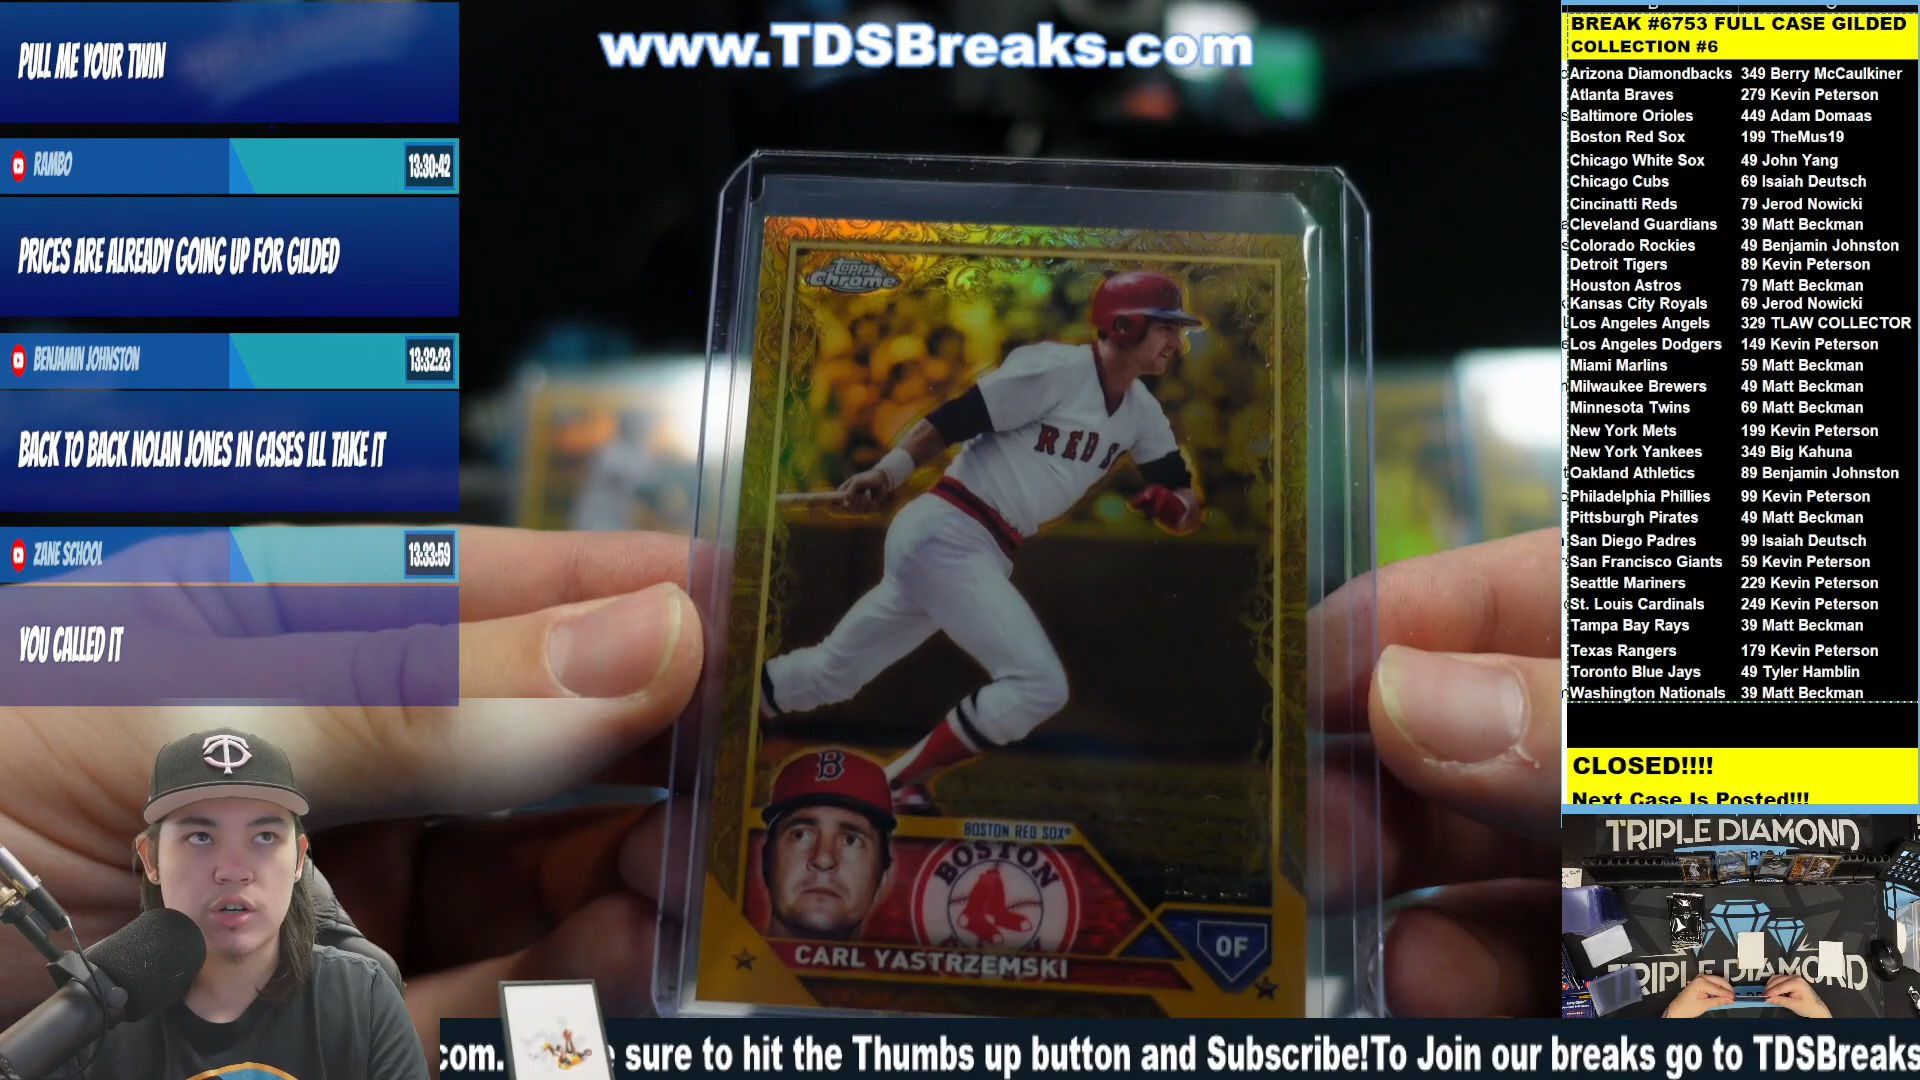 www.TDSBreaks.com
PULL ME YOUR TWIN
RAMBO 13:30:42
PRICES ARE ALREADY GOING UP FOR GILDED
BENJAMIN JOHNSTON 13:32:23
BACK TO BACK NOLAN JONES IN CASES ILL TAKE IT
ZANE SCHOOL 13:33:59
YOU CALLED IT
Topps
Chrome
RED S
BOSTON RED SOX
BOSTON
B
OF
CARL YASTRZEMSKI
TC
BREAK #6753 FULL CASE GILDED
COLLECTION #6
Arizona Diamondbacks 349 Berry McCaulkiner
Atlanta Braves 279 Kevin Peterson
Baltimore Orioles 449 Adam Domaas
Boston Red Sox 199 TheMus19
Chicago White Sox 49 John Yang
Chicago Cubs 69 Isaiah Deutsch
Cincinatti Reds 79 Jerod Nowicki
Cleveland Guardians 39 Matt Beckman
Colorado Rockies 49 Benjamin Johnston
Detroit Tigers 89 Kevin Peterson
Houston Astros 79 Matt Beckman
Kansas City Royals 69 Jerod Nowicki
Los Angeles Angels 329 TLAW COLLECTOR
Los Angeles Dodgers 149 Kevin Peterson
Miami Marlins 59 Matt Beckman
Milwaukee Brewers 49 Matt Beckman
Minnesota Twins 69 Matt Beckman
New York Mets 199 Kevin Peterson
New York Yankees 349 Big Kahuna
Oakland Athletics 89 Benjamin Johnston
Philadelphia Phillies 99 Kevin Peterson
Pittsburgh Pirates 49 Matt Beckman
San Diego Padres 99 Isaiah Deutsch
San Francisco Giants 59 Kevin Peterson
Seattle Mariners 229 Kevin Peterson
St. Louis Cardinals 249 Kevin Peterson
Tampa Bay Rays 39 Matt Beckman
Texas Rangers 179 Kevin Peterson
Toronto Blue Jays 49 Tyler Hamblin
Washington Nationals 39 Matt Beckman
CLOSED!!!!
Next Case Is Posted!!!
TRIPLE DIAMOND
TRIPLE DIAMOND
com. sure to hit the Thumbs up button and Subscribe!To Join our breaks go to TDSBreaks